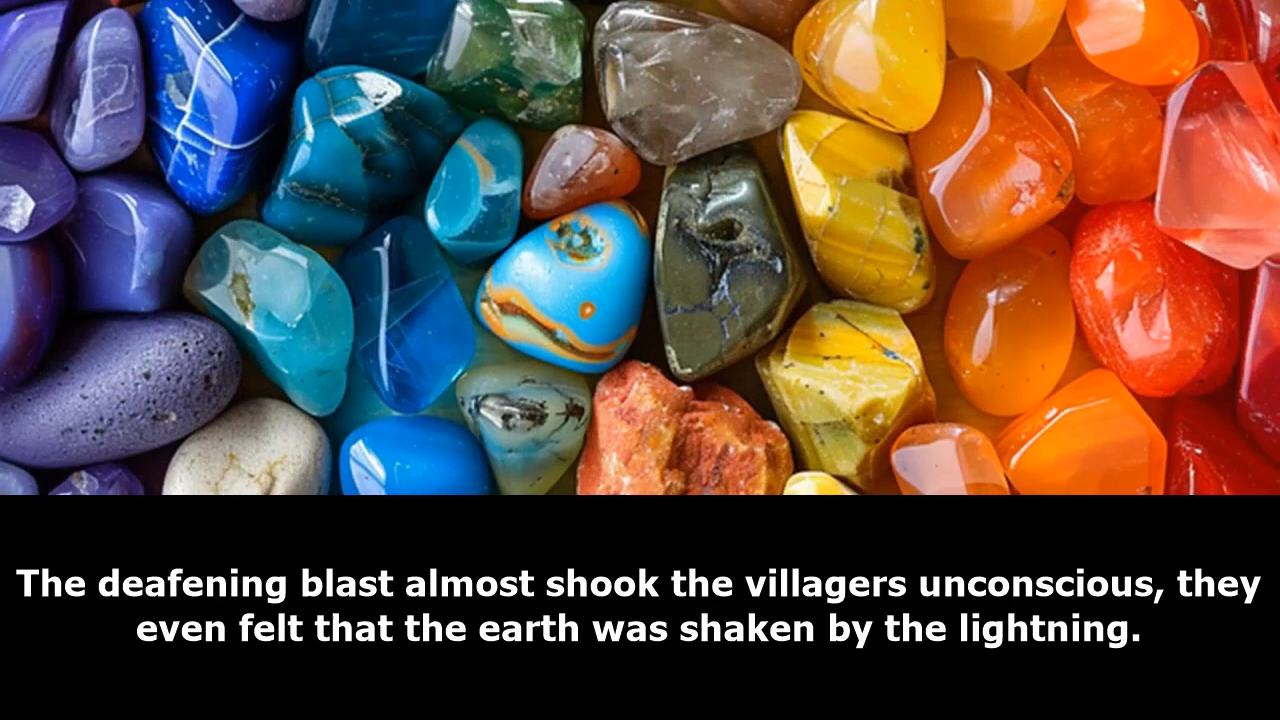 The deafening blast almost shook the villagers unconscious, they
even felt that the earth was shaken by the lightning.